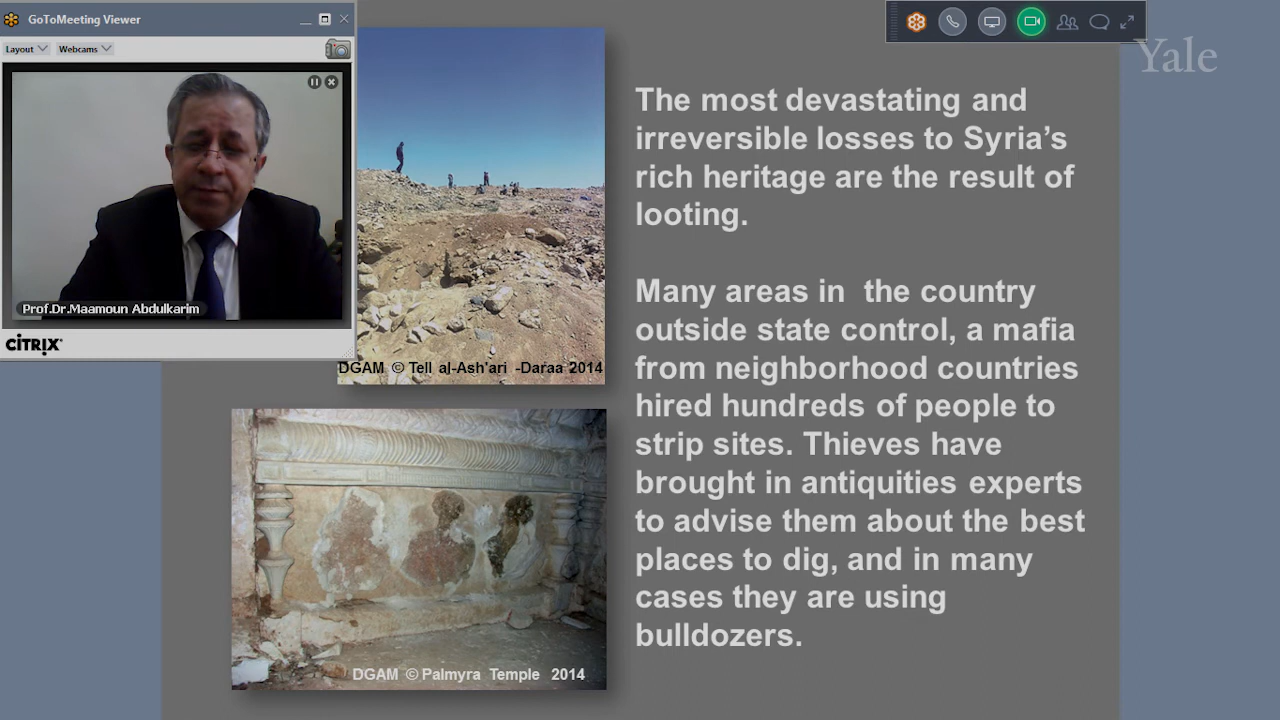 GoToMeeting Viewer
Layout
Webcams
Prof.Dr.Maamoun Abdulkarim
CİTRIX
Yale
DGAM © Tell al-Ash'ari -Daraa 2014
DGAM © Palmyra Temple 2014
The most devastating and
irreversible losses to Syria’s
rich heritage are the result of
looting.
Many areas in the country
outside state control, a mafia
from neighborhood countries
hired hundreds of people to
strip sites. Thieves have
brought in antiquities experts
to advise them about the best
places to dig, and in many
cases they are using
bulldozers.